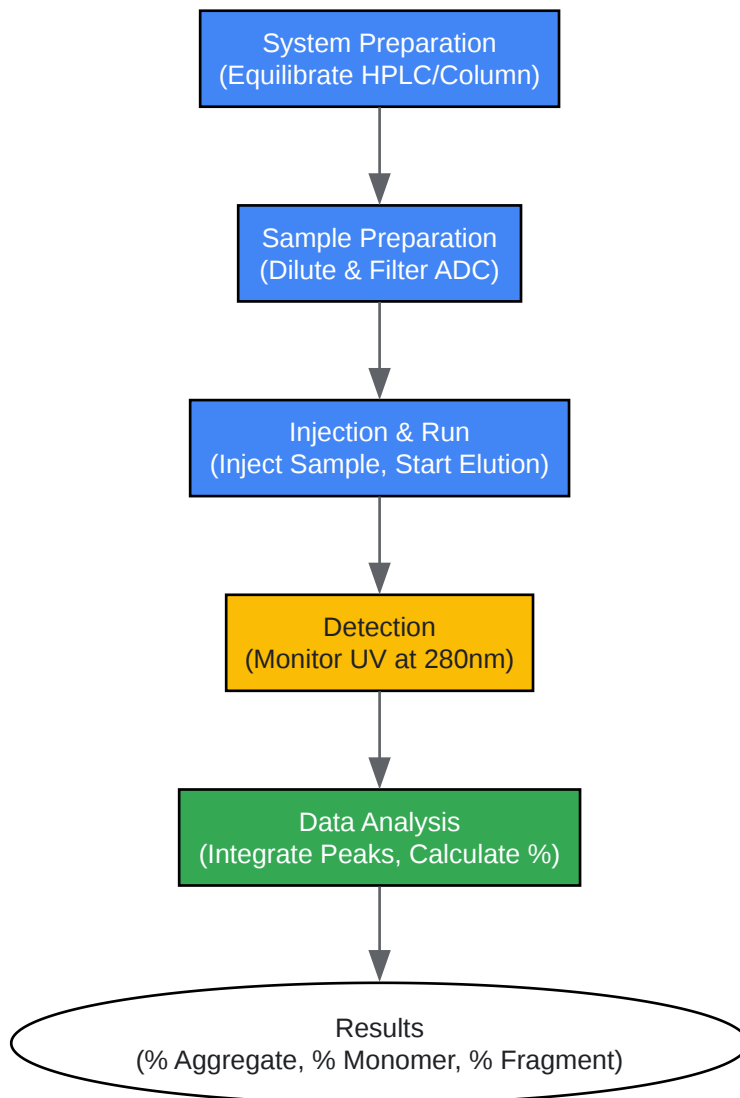 System Preparation
(Equilibrate HPLC/Column)
Sample Preparation
(Dilute & Filter ADC)
Injection & Run
(Inject Sample, Start Elution)
Detection
(Monitor UV at 280nm)
Data Analysis
(Integrate Peaks, Calculate %)
Results
(% Aggregate, % Monomer, % Fragment)